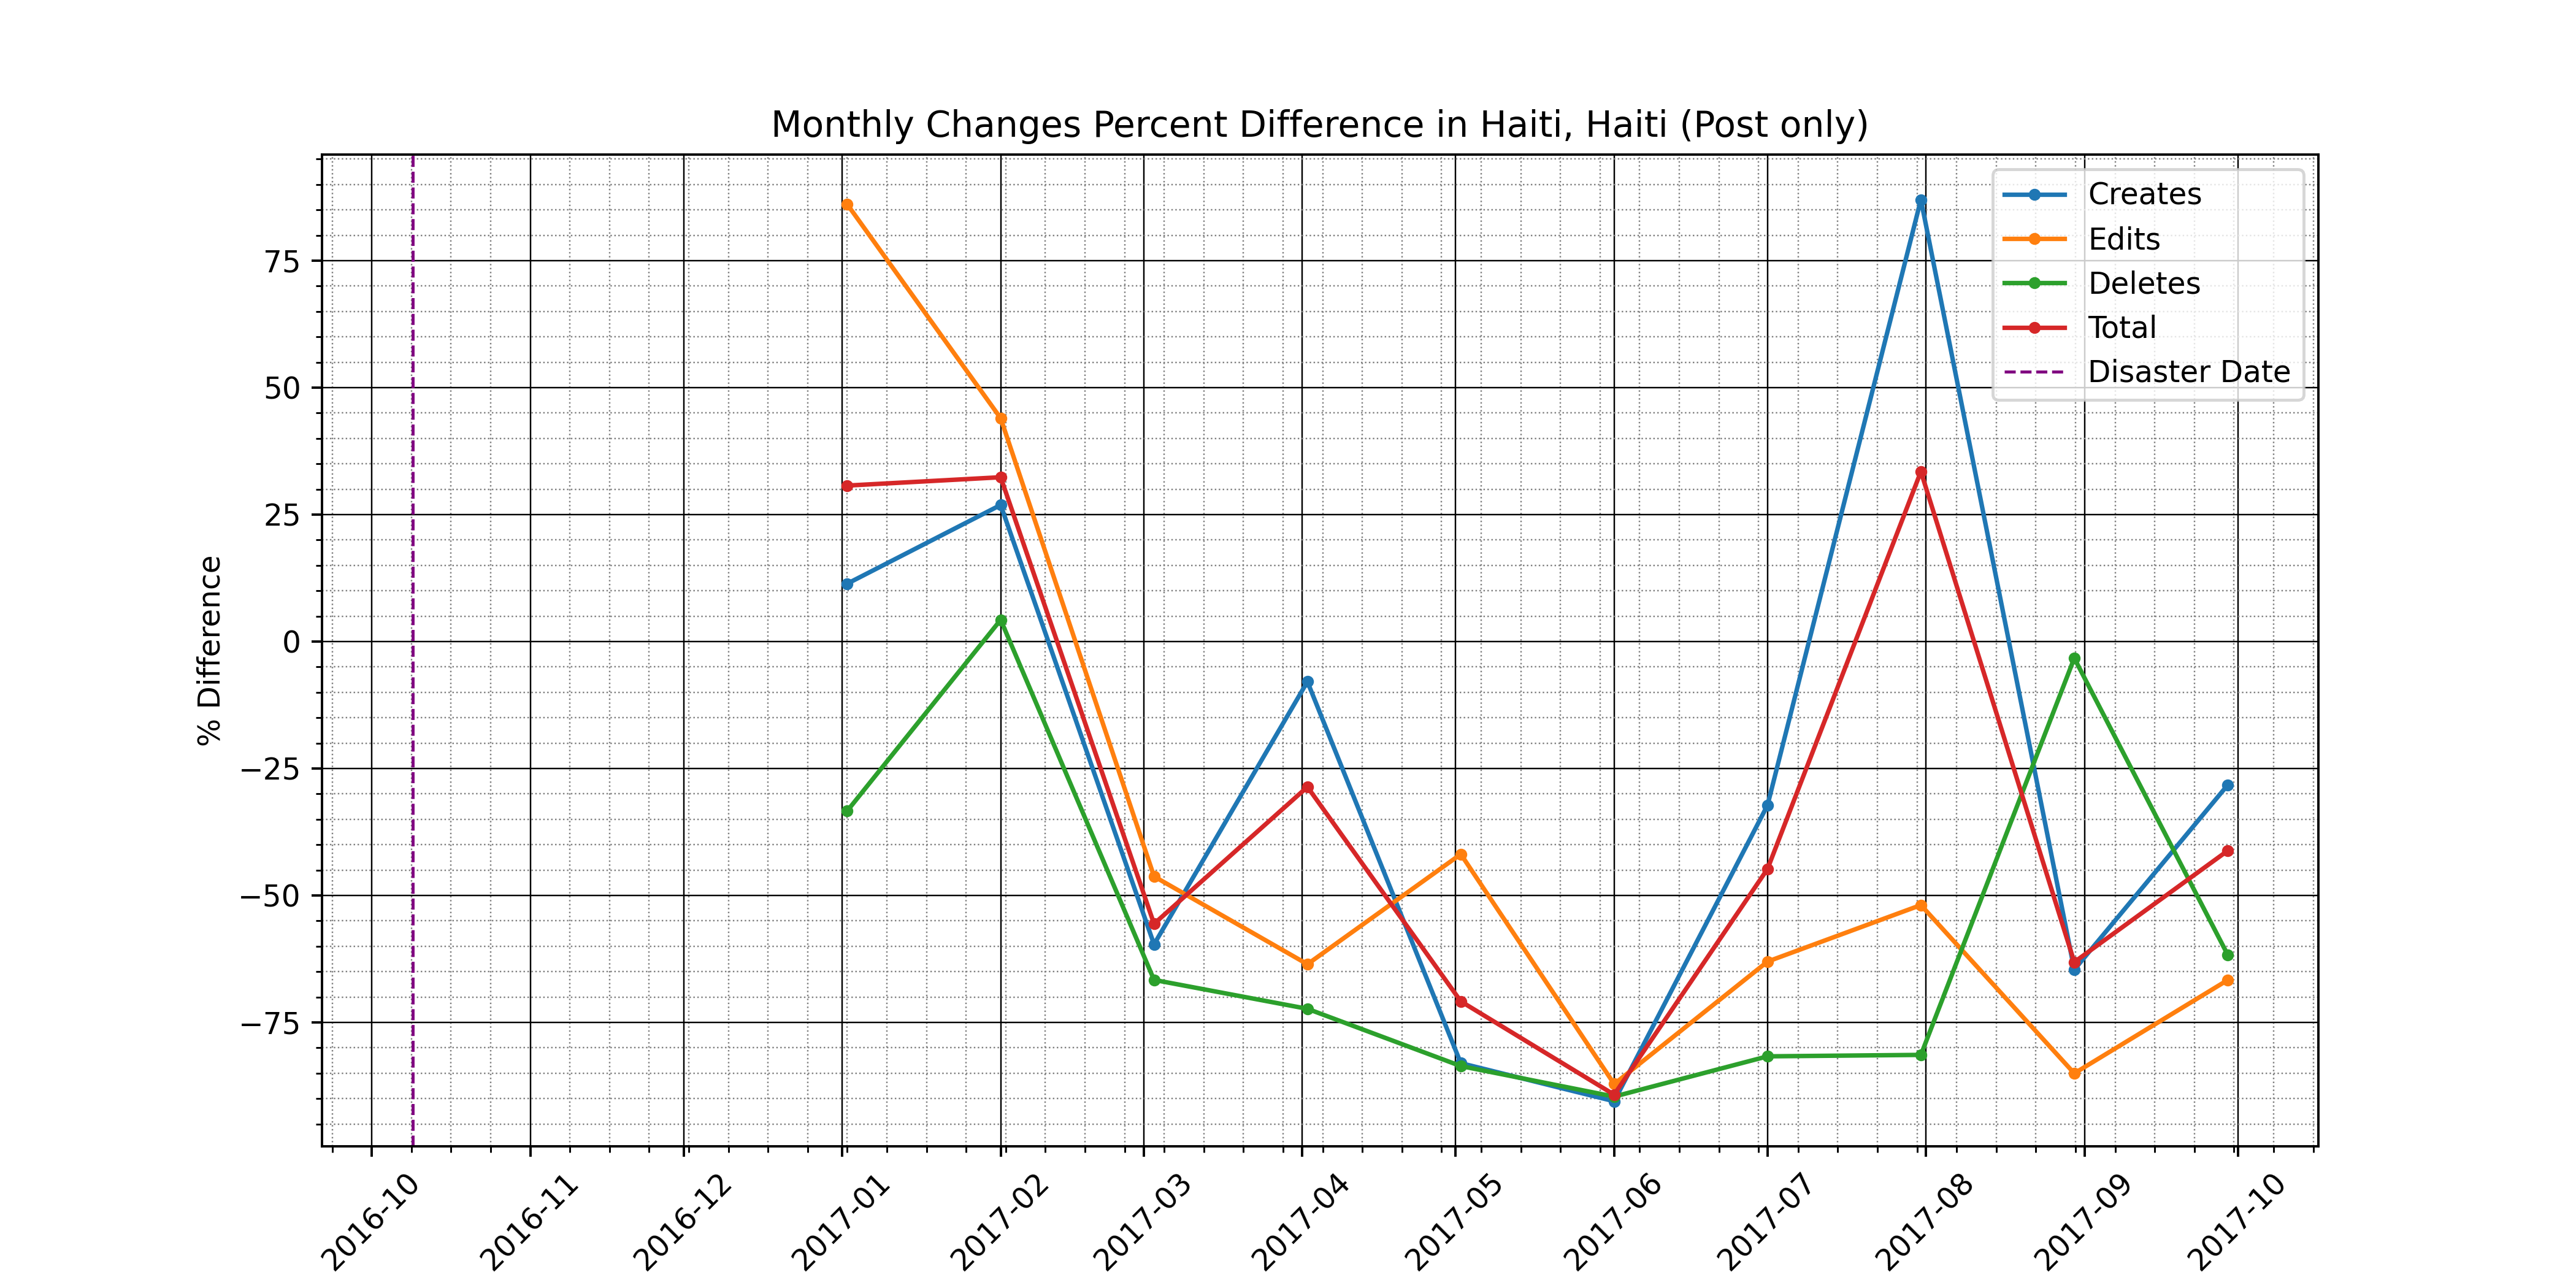 Monthly Changes Percent Difference in Haiti, Haiti (Post only)
% Difference
75
50
25
0
−25
−50
−75
Creates
Edits
Deletes
Total
Disaster Date
2016-10
2016-11
2016-12
2017-01
2017-02
2017-03
2017-04
2017-05
2017-06
2017-07
2017-08
2017-09
2017-10